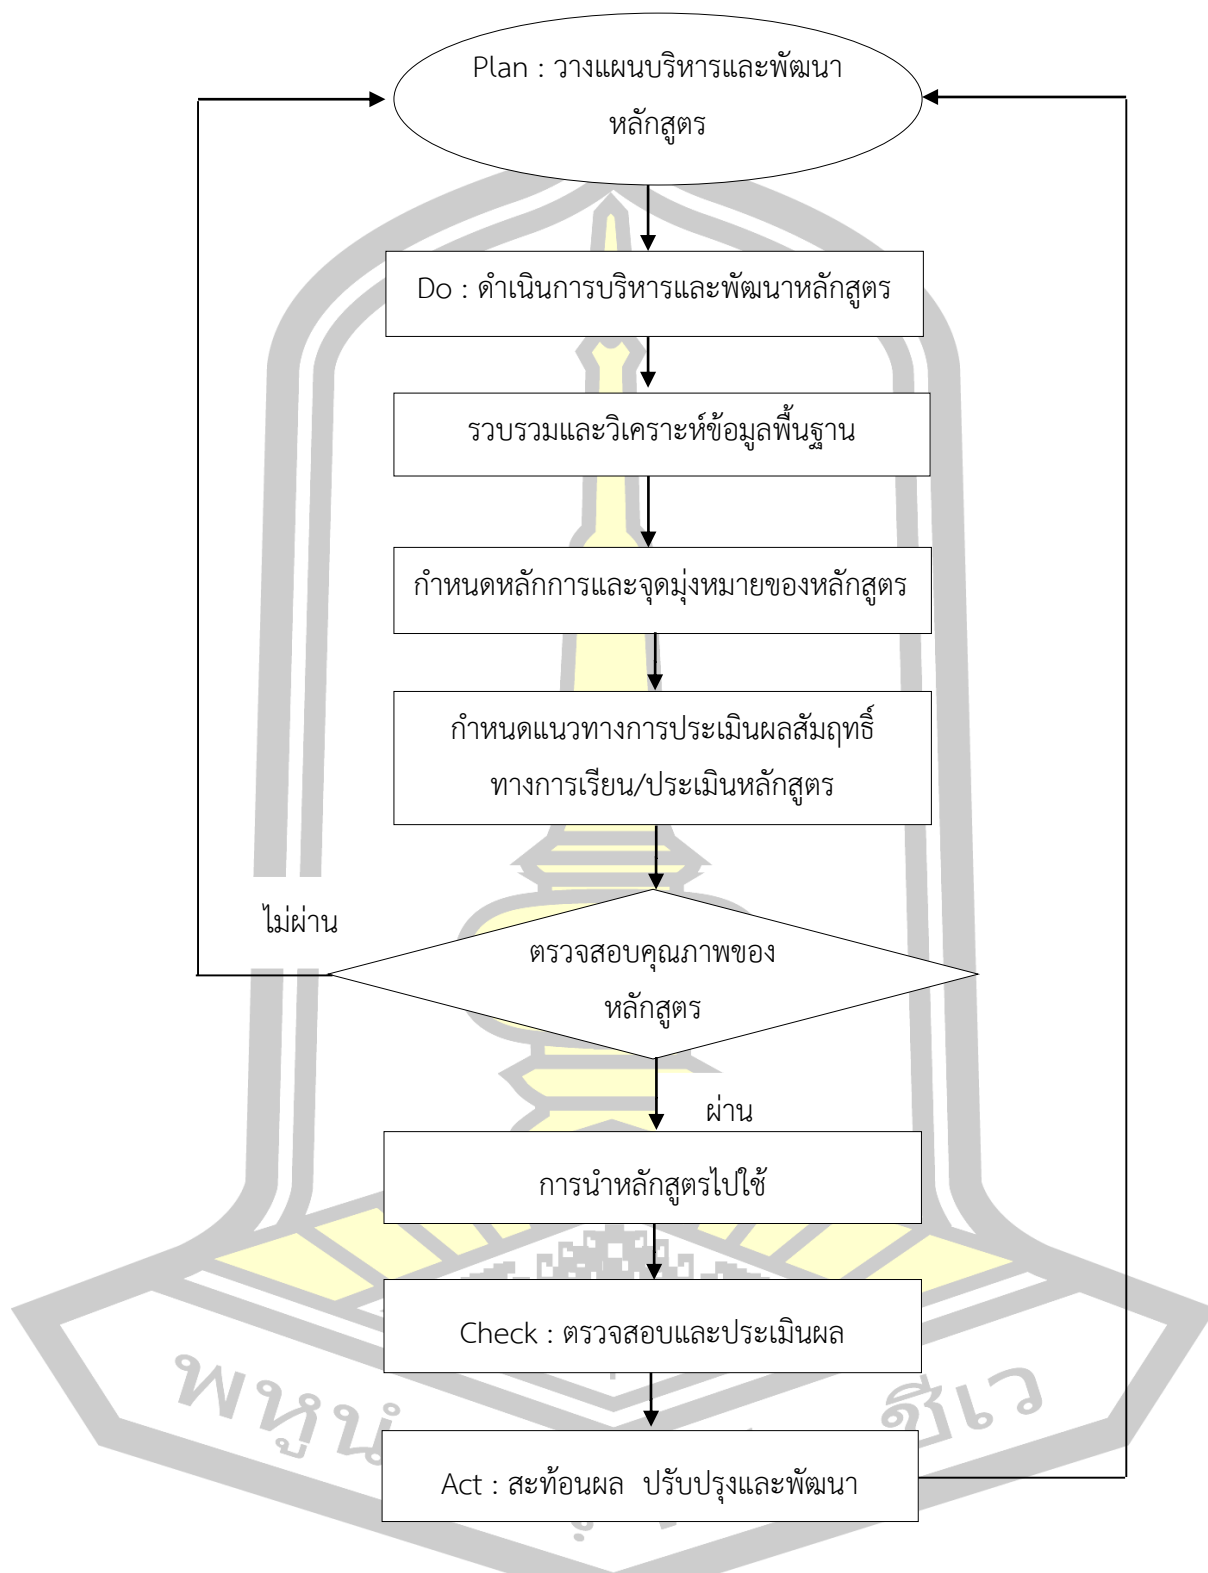 Plan : วางแผนบริหารและพัฒนา
หลักสูตร
Do : ดำเนินการบริหารและพัฒนาหลักสูตร
รวบรวมและวิเคราะห์ข้อมูลพื้นฐาน
กำหนดหลักการและจุดมุ่งหมายของหลักสูตร
กำหนดแนวทางการประเมินผลสัมฤทธิ์
ทางการเรียน/ประเมินหลักสูตร
ไม่ผ่าน
ตรวจสอบคุณภาพของ
หลักสูตร
ผ่าน
การนำหลักสูตรไปใช้
Check : ตรวจสอบและประเมินผล
พหูนํ ชีเว
Act : สะท้อนผล ปรับปรุงและพัฒนา